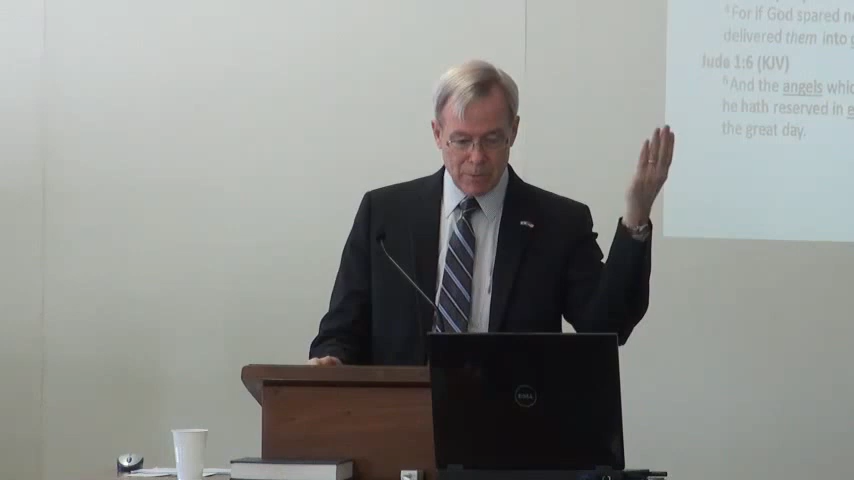 ⁴For if God spared
delivered them into
Jude 1:6 (KJV)
⁶And the angels
he hath reserved in
the great day.
DELL